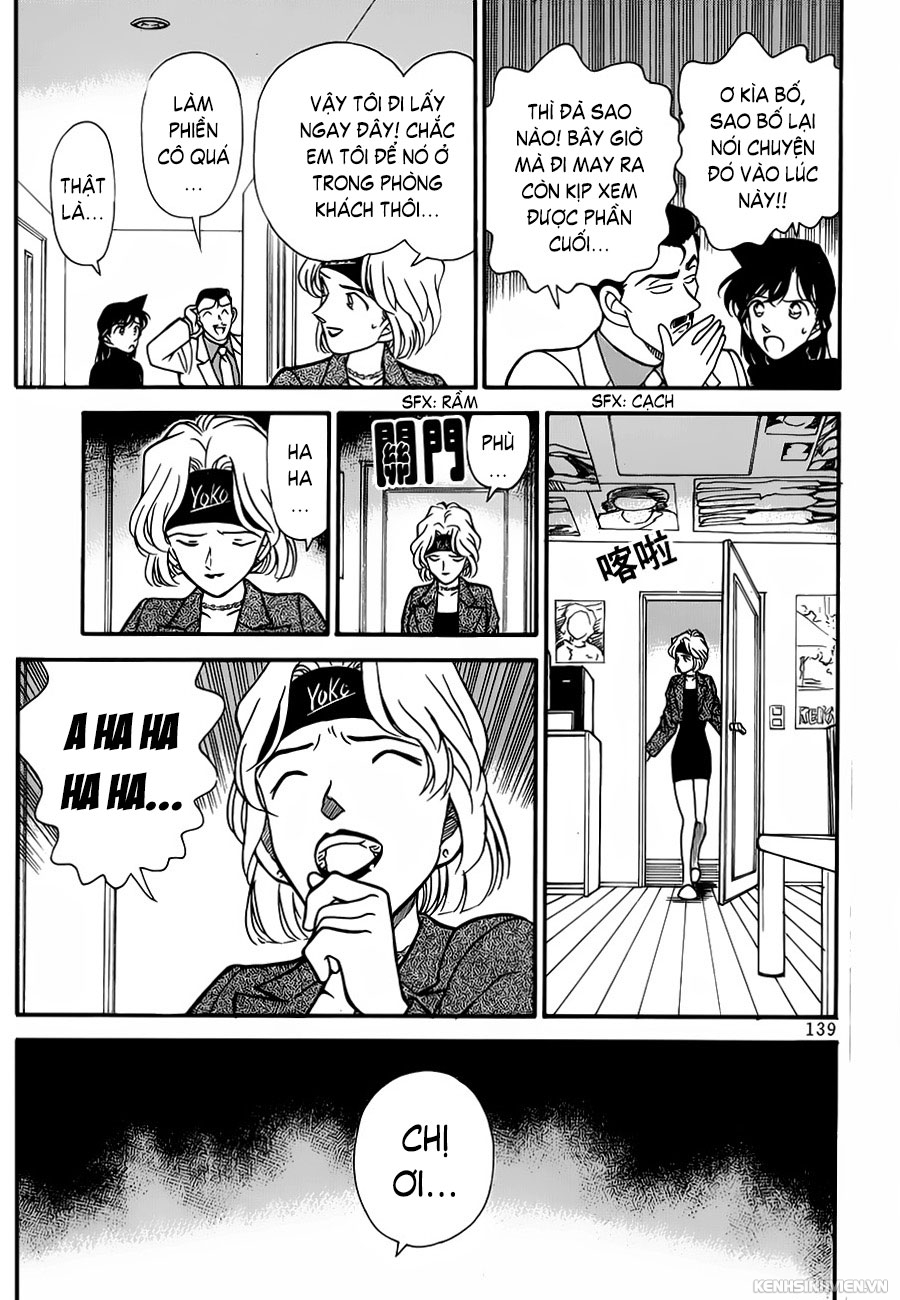 Ơ KÌA BỐ,
SAO BỐ LẠI
NÓI CHUYỆN
ĐÓ VÀO LÚC
NÀY!!
THÌ ĐÃ SAO
NÀO! BÂY GIỜ
MÀ ĐI MAY RA
CÒN KỊP XEM
ĐƯỢC PHẦN
CUỐI...
VẬY TÔI ĐI LẤY
NGAY ĐÂY! CHẮC
EM TÔI ĐỂ NÓ Ở
TRONG PHÒNG
KHÁCH THÔI...
LÀM
PHIỀN
CÔ QUÁ
...
THẬT
LÀ...
SFX: CẠCH
喀啦
SFX: RẦM
關門
PHÙ
...
HA
HA
YOKO
YOKO
A HA HA
HA HA...
139
CHỊ
ƠI...
KENHSINHVIEN.VN